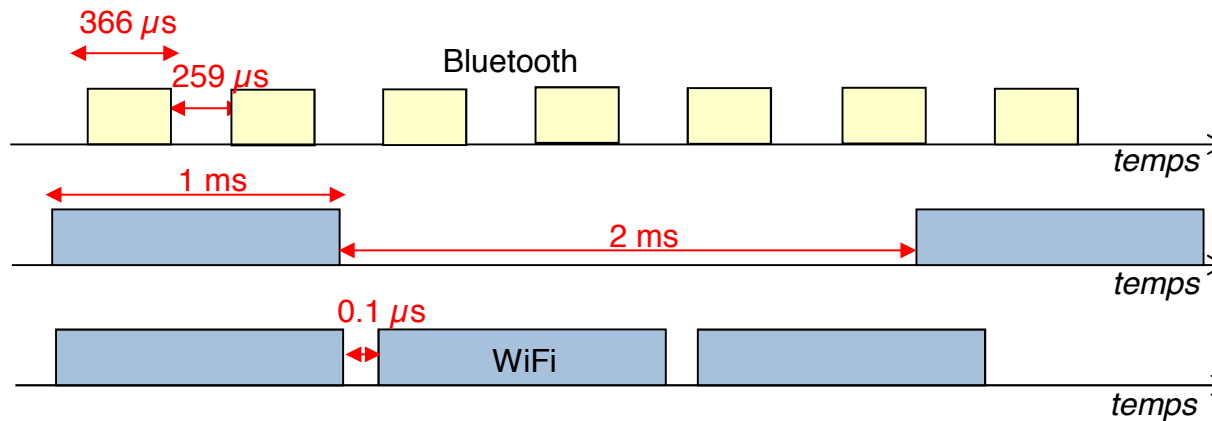 366 µs
259 µs
Bluetooth
temps
1 ms
2 ms
temps
0.1 µs
WiFi
temps